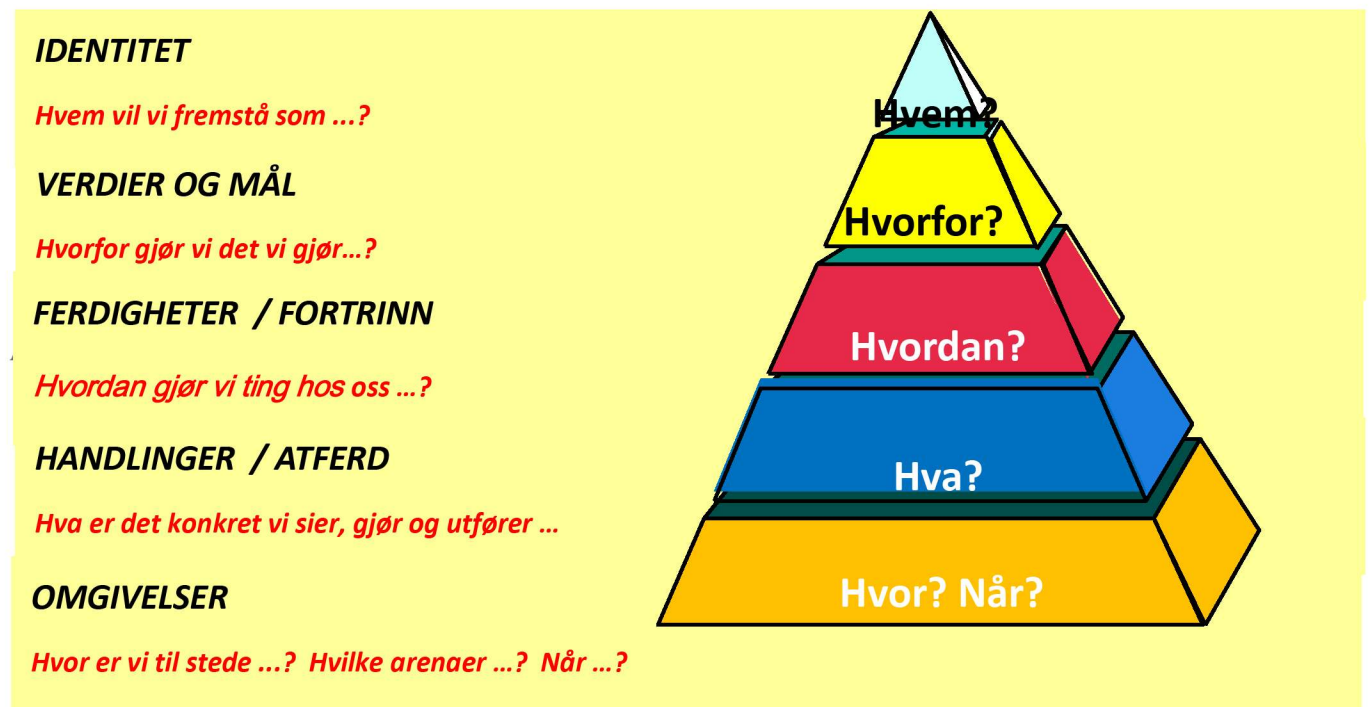 IDENTITET
Hvem vil vi fremstå som ...?
VERDIER OG MÅL
Hvorfor gjør vi det vi gjør...?
FERDIGHETER / FORTRINN
Hvordan gjør vi ting hos oss ...?
HANDLINGER / ATFERD
Hva er det konkret vi sier, gjør og utfører ...
OMGIVELSER
Hvor er vi til stede ...? Hvilke arenaer ...? Når ...?
Hvem?
Hvorfor?
Hvordan?
Hva?
Hvor? Når?